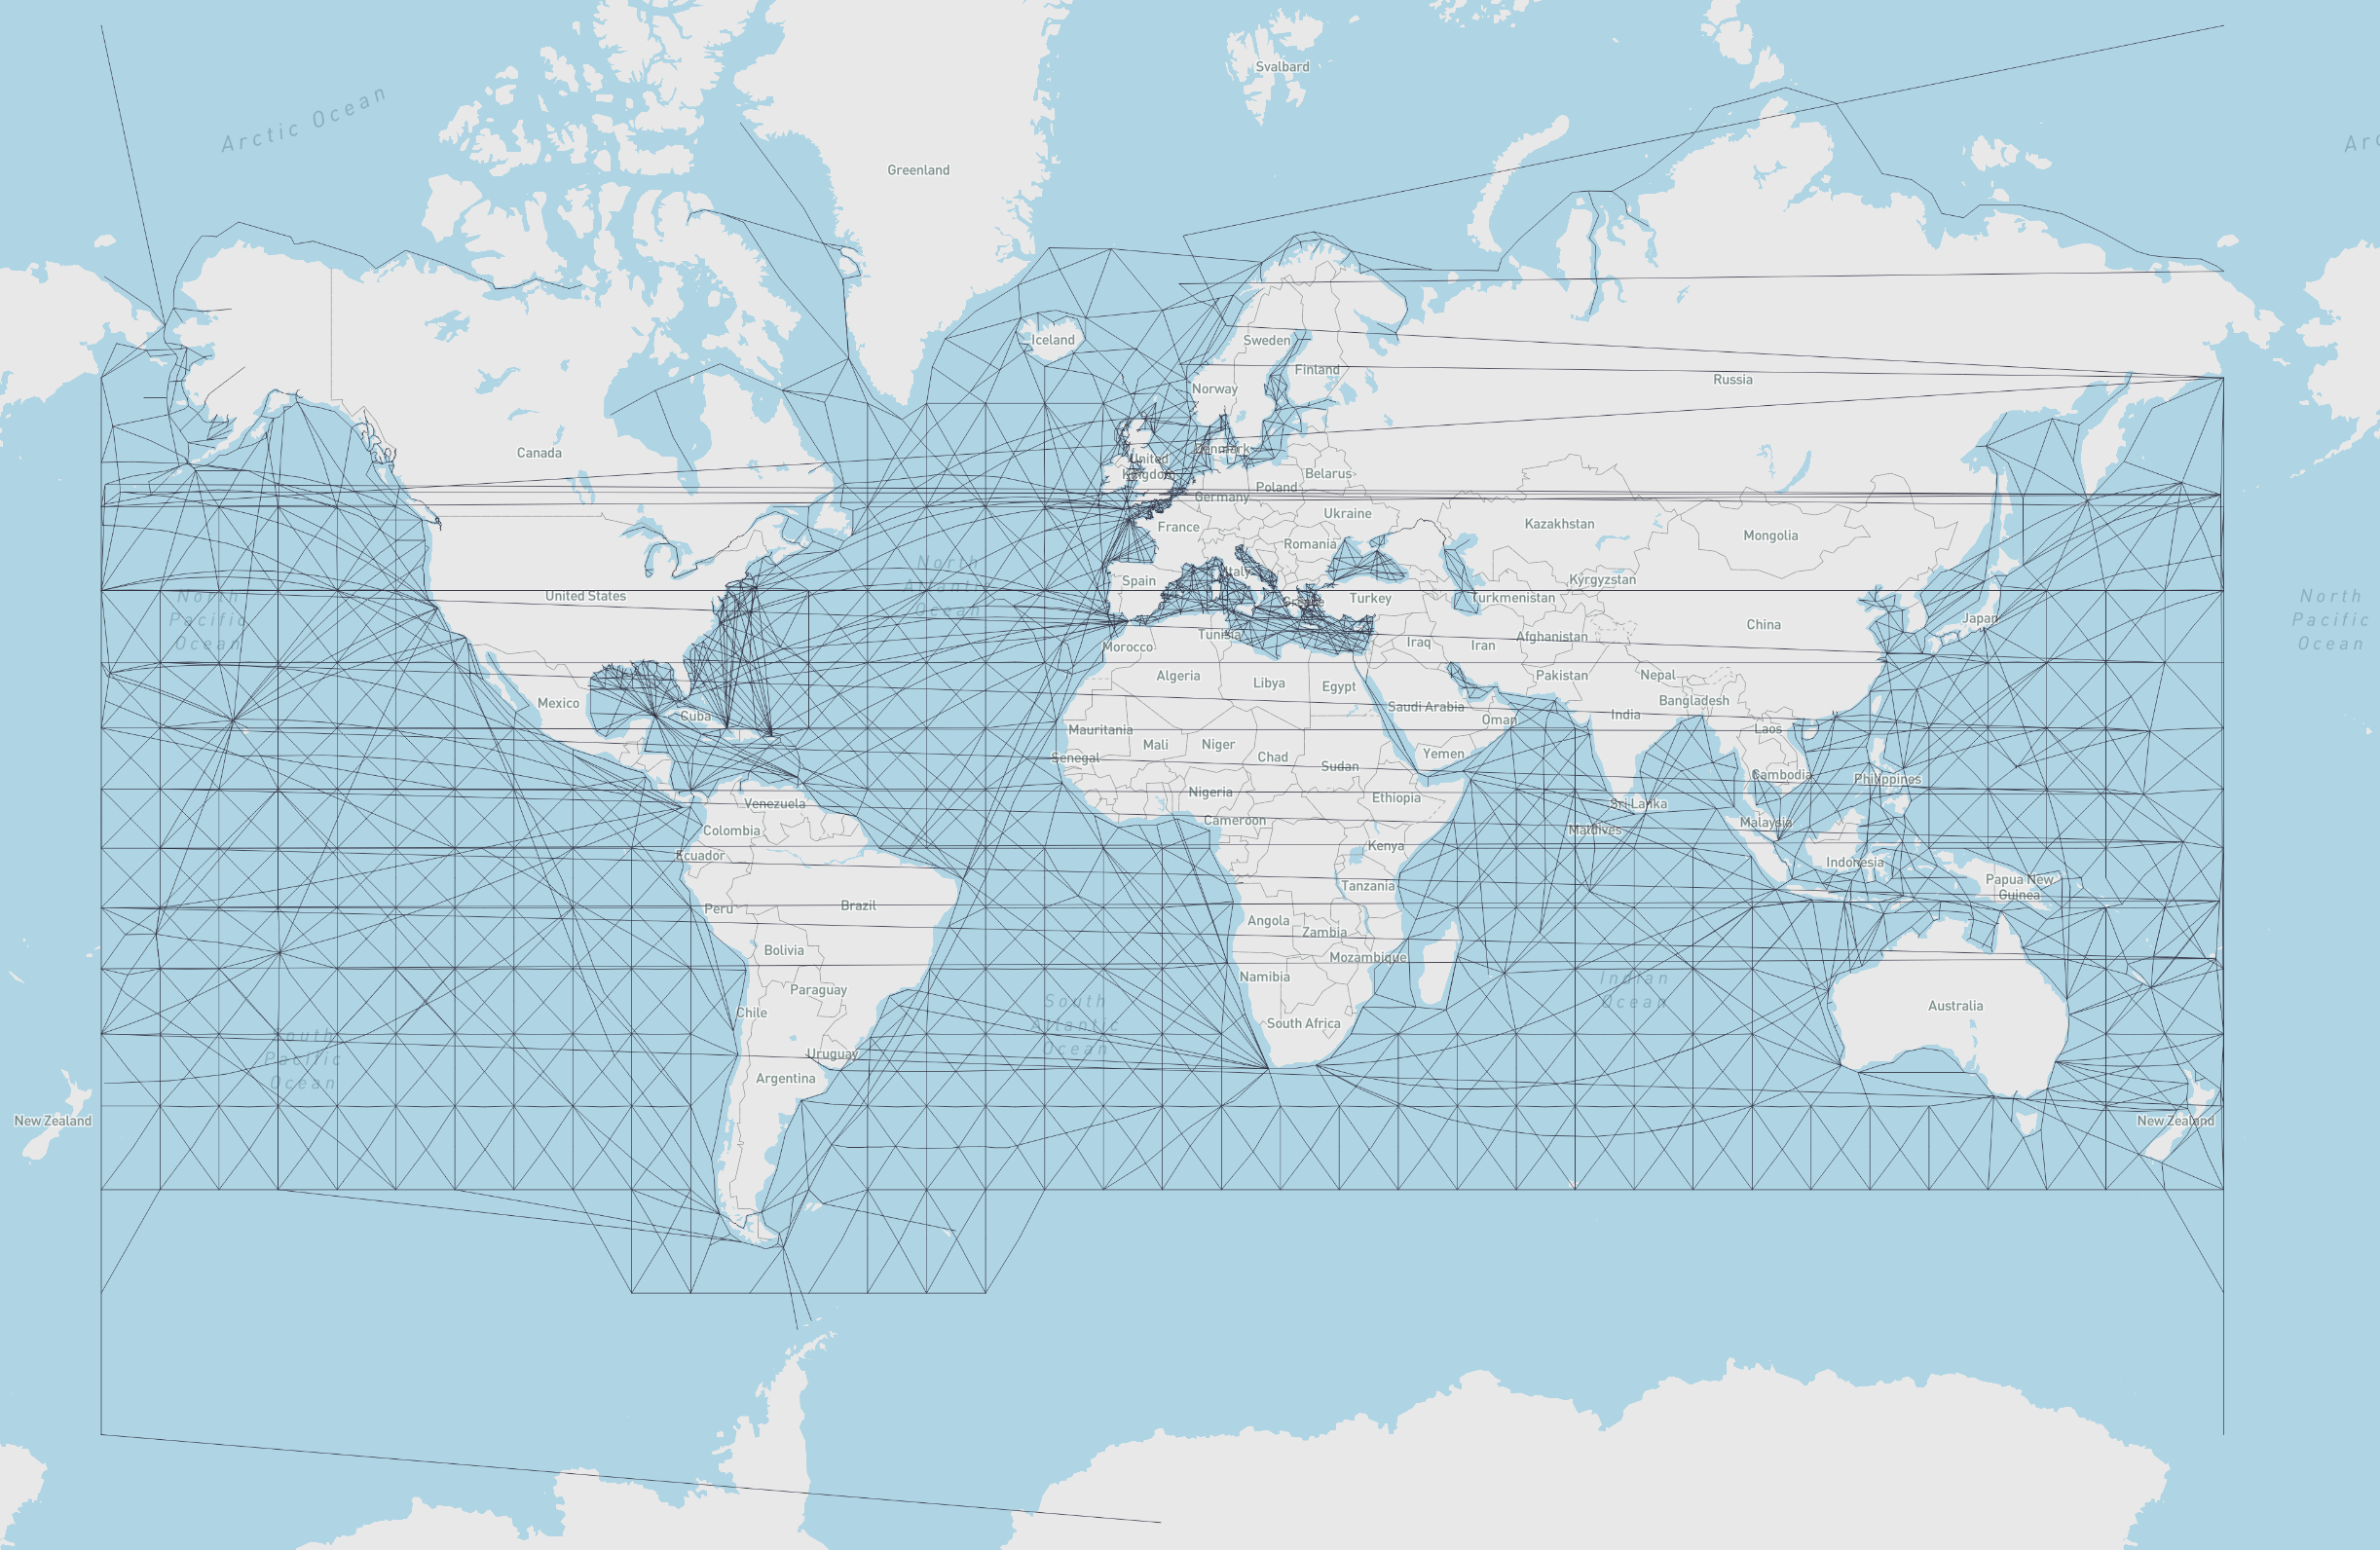 Svalbard
Arctic Ocean
Arc
Greenland
Iceland
Sweden
Finland
Norway
Russia
Canada
Denmark
United
Kingdom
Belarus
Poland
Germany
Ukraine
France
Kazakhstan
Mongolia
Romania
North
Atlantic
Ocean
Italy
Spain
Kyrgyzstan
North
Pacific
Ocean
United States
Greece
Turkey
Turkmenistan
Japan
North
Pacific
Ocean
China
Tunisia
Morocco
Iraq
Iran
Afghanistan
Algeria
Libya
Egypt
Pakistan
Nepal
Mexico
Cuba
Saudi Arabia
Bangladesh
Oman
India
Mauritania
Mali
Niger
Laos
Senegal
Chad
Sudan
Yemen
Cambodia
Philippines
Nigeria
Ethiopia
Venezuela
Sri Lanka
Colombia
Cameroon
Maldives
Malaysia
Ecuador
Kenya
Indonesia
Tanzania
Papua New
Guinea
Peru
Brazil
Angola
Zambia
Bolivia
Mozambique
Namibia
Indian
Ocean
Paraguay
South
Atlantic
Ocean
Chile
South Africa
Australia
South
Pacific
Ocean
Uruguay
Argentina
New Zealand
New Zealand